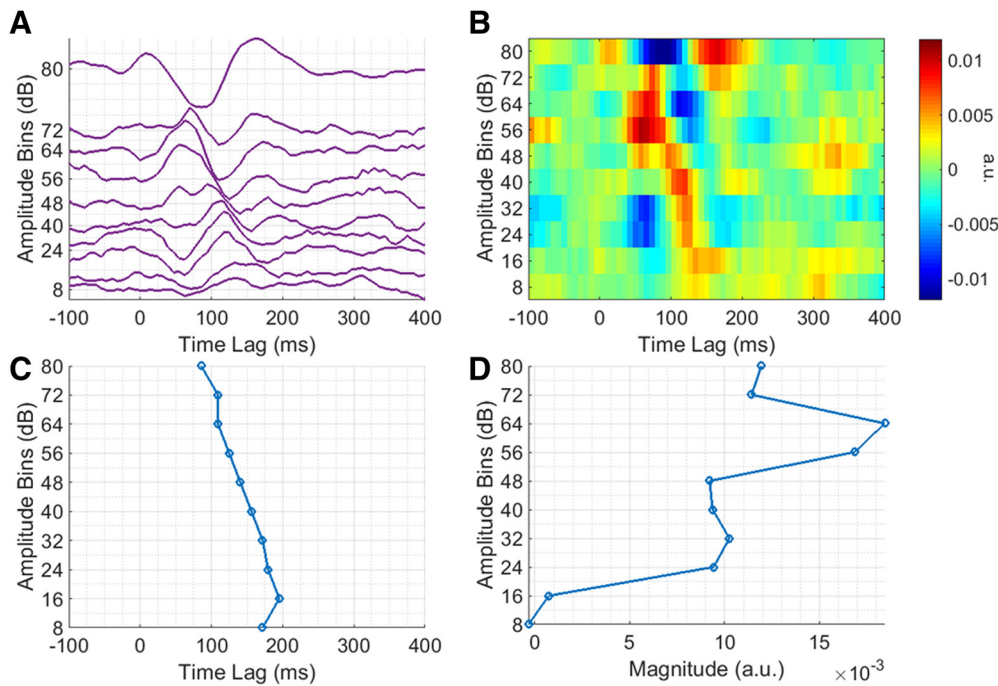 A
Amplitude Bins (dB)
80
72
64
56
48
40
24
8
-100 0 100 200 300 400
Time Lag (ms)
B
Amplitude Bins (dB)
80
72
64
56
48
40
32
24
16
8
-100 0 100 200 300 400
Time Lag (ms)
0.01
0.005
0
-0.005
-0.01
a.u.
C
Amplitude Bins (dB)
80
72
64
56
48
40
32
24
16
8
-100 0 100 200 300 400
Time Lag (ms)
D
Amplitude Bins (dB)
80
72
64
56
48
40
32
24
16
8
0 5 10 15
Magnitude (a.u.) ×10⁻³